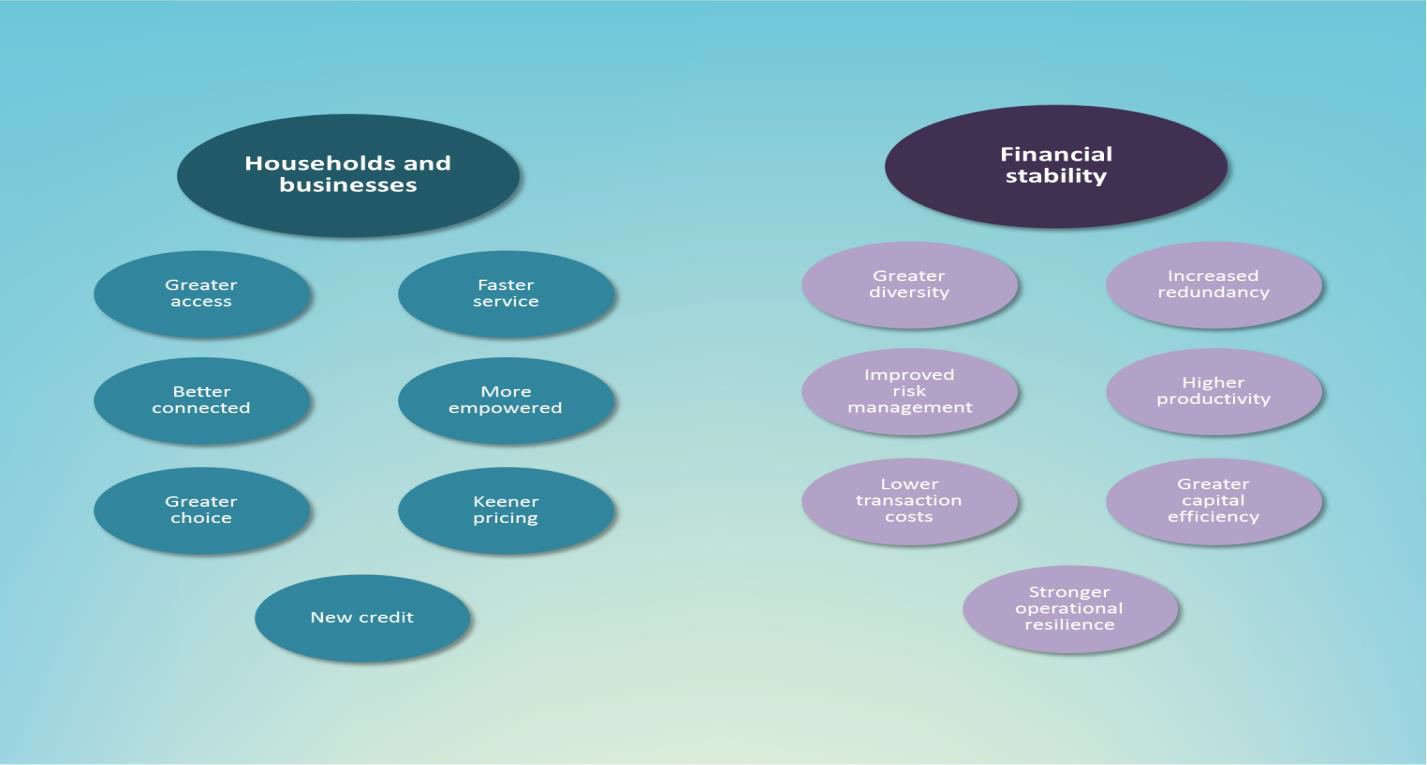 Households and
businesses
Greater
access
Faster
service
Better
connected
More
empowered
Greater
choice
Keener
pricing
New credit
Financial
stability
Greater
diversity
Increased
redundancy
Improved
risk
management
Higher
productivity
Lower
transaction
costs
Greater
capital
efficiency
Stronger
operational
resilience